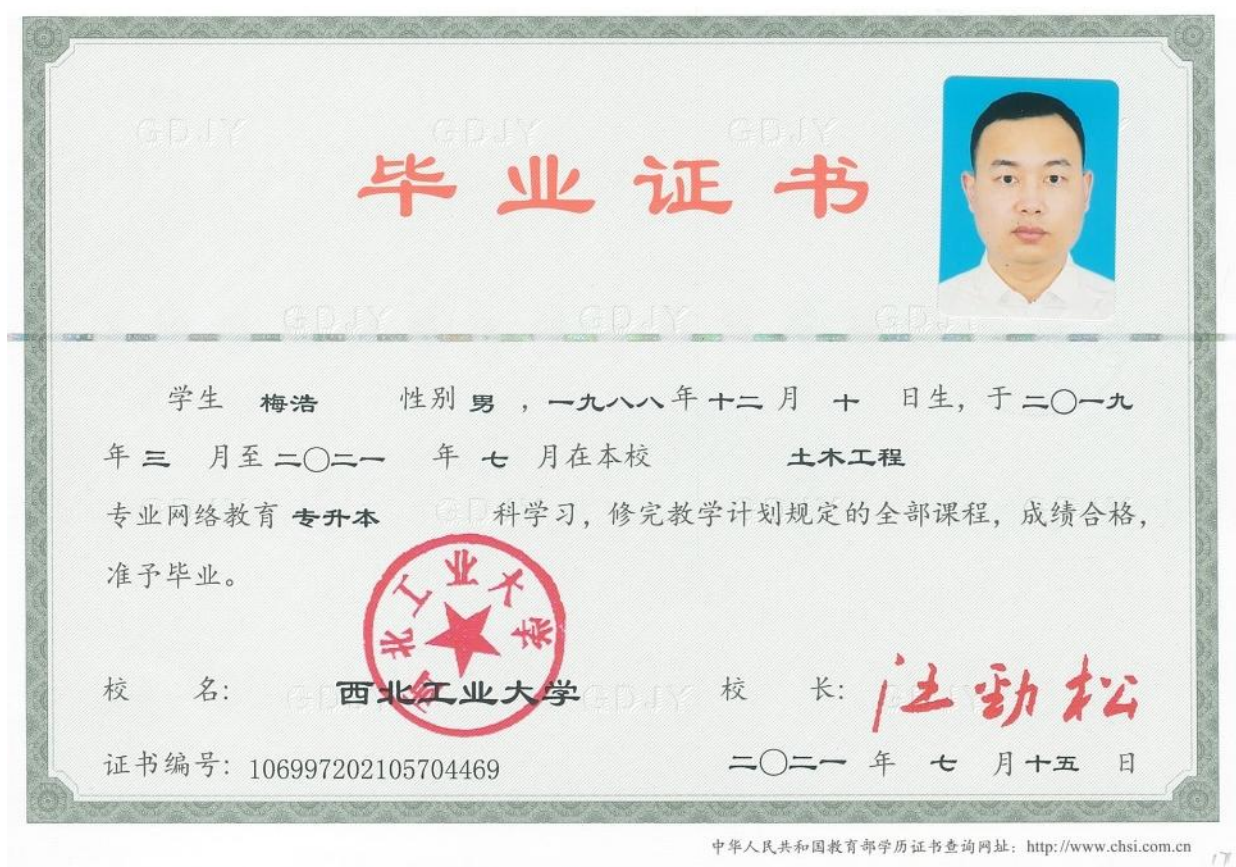 GDJY GDJY GDJY
毕业证书
GDJY GDJY GDJY
学生 梅浩 性别 男 ，一九八八年 十二 月 十 日生，于 二〇一九
年 三 月至 二〇二一 年 七 月在本校 土木工程
专业网络教育 专升本 科学习，修完教学计划规定的全部课程，成绩合格，
准予毕业。
西北工业大学
校 名： 西北工业大学 校 长： 汪劲松
证书编号：106997202105704469 二〇二一 年 七 月 十五 日
中华人民共和国教育部学历证书查询网址：http://www.chsi.com.cn
17